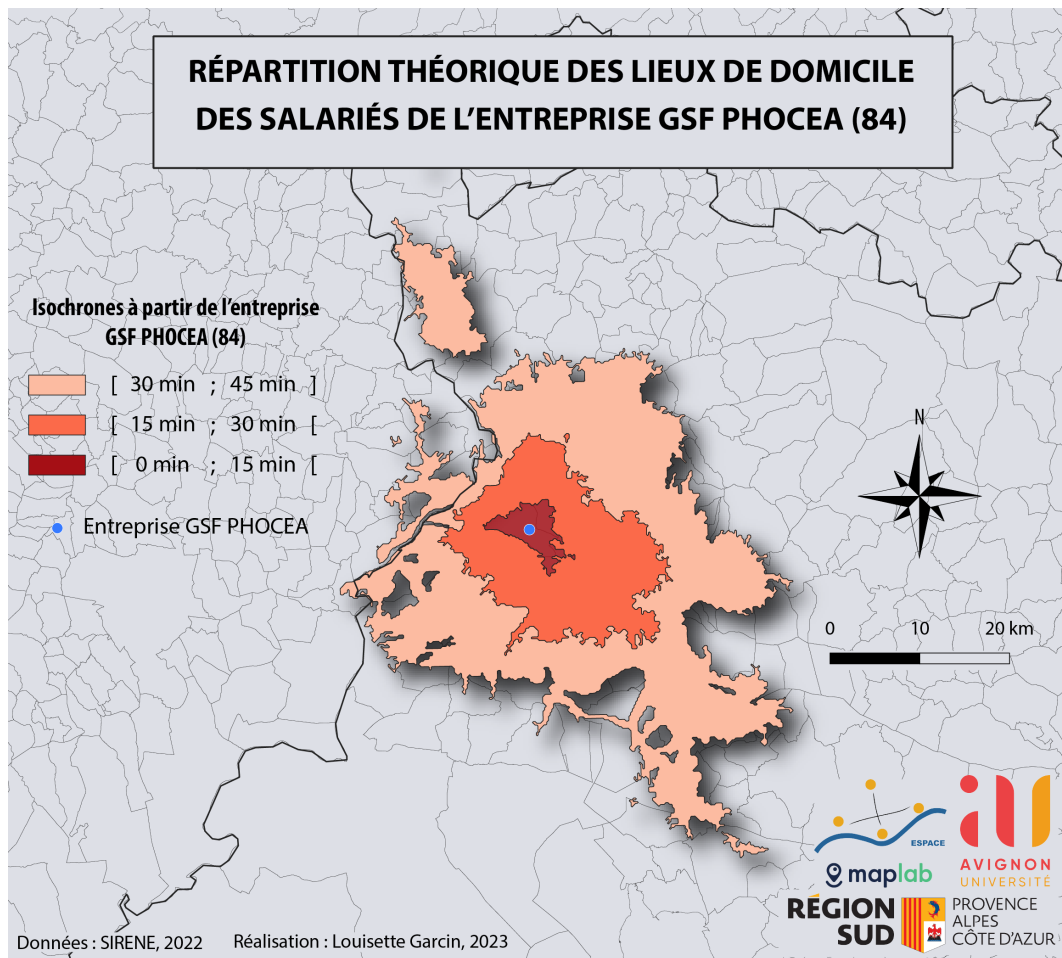 RÉPARTITION THÉORIQUE DES LIEUX DE DOMICILE
DES SALARIÉS DE L’ENTREPRISE GSF PHOCEA (84)
Isochrones à partir de l’entreprise
GSF PHOCEA (84)
[ 30 min ; 45 min ]
[ 15 min ; 30 min [
[ 0 min ; 15 min [
Entreprise GSF PHOCEA
N
0 10 20 km
ESPACE
maplab
AVIGNON
UNIVERSITÉ
RÉGION
SUD
PROVENCE
ALPES
CÔTE D’AZUR
Données : SIRENE, 2022 Réalisation : Louisette Garcin, 2023